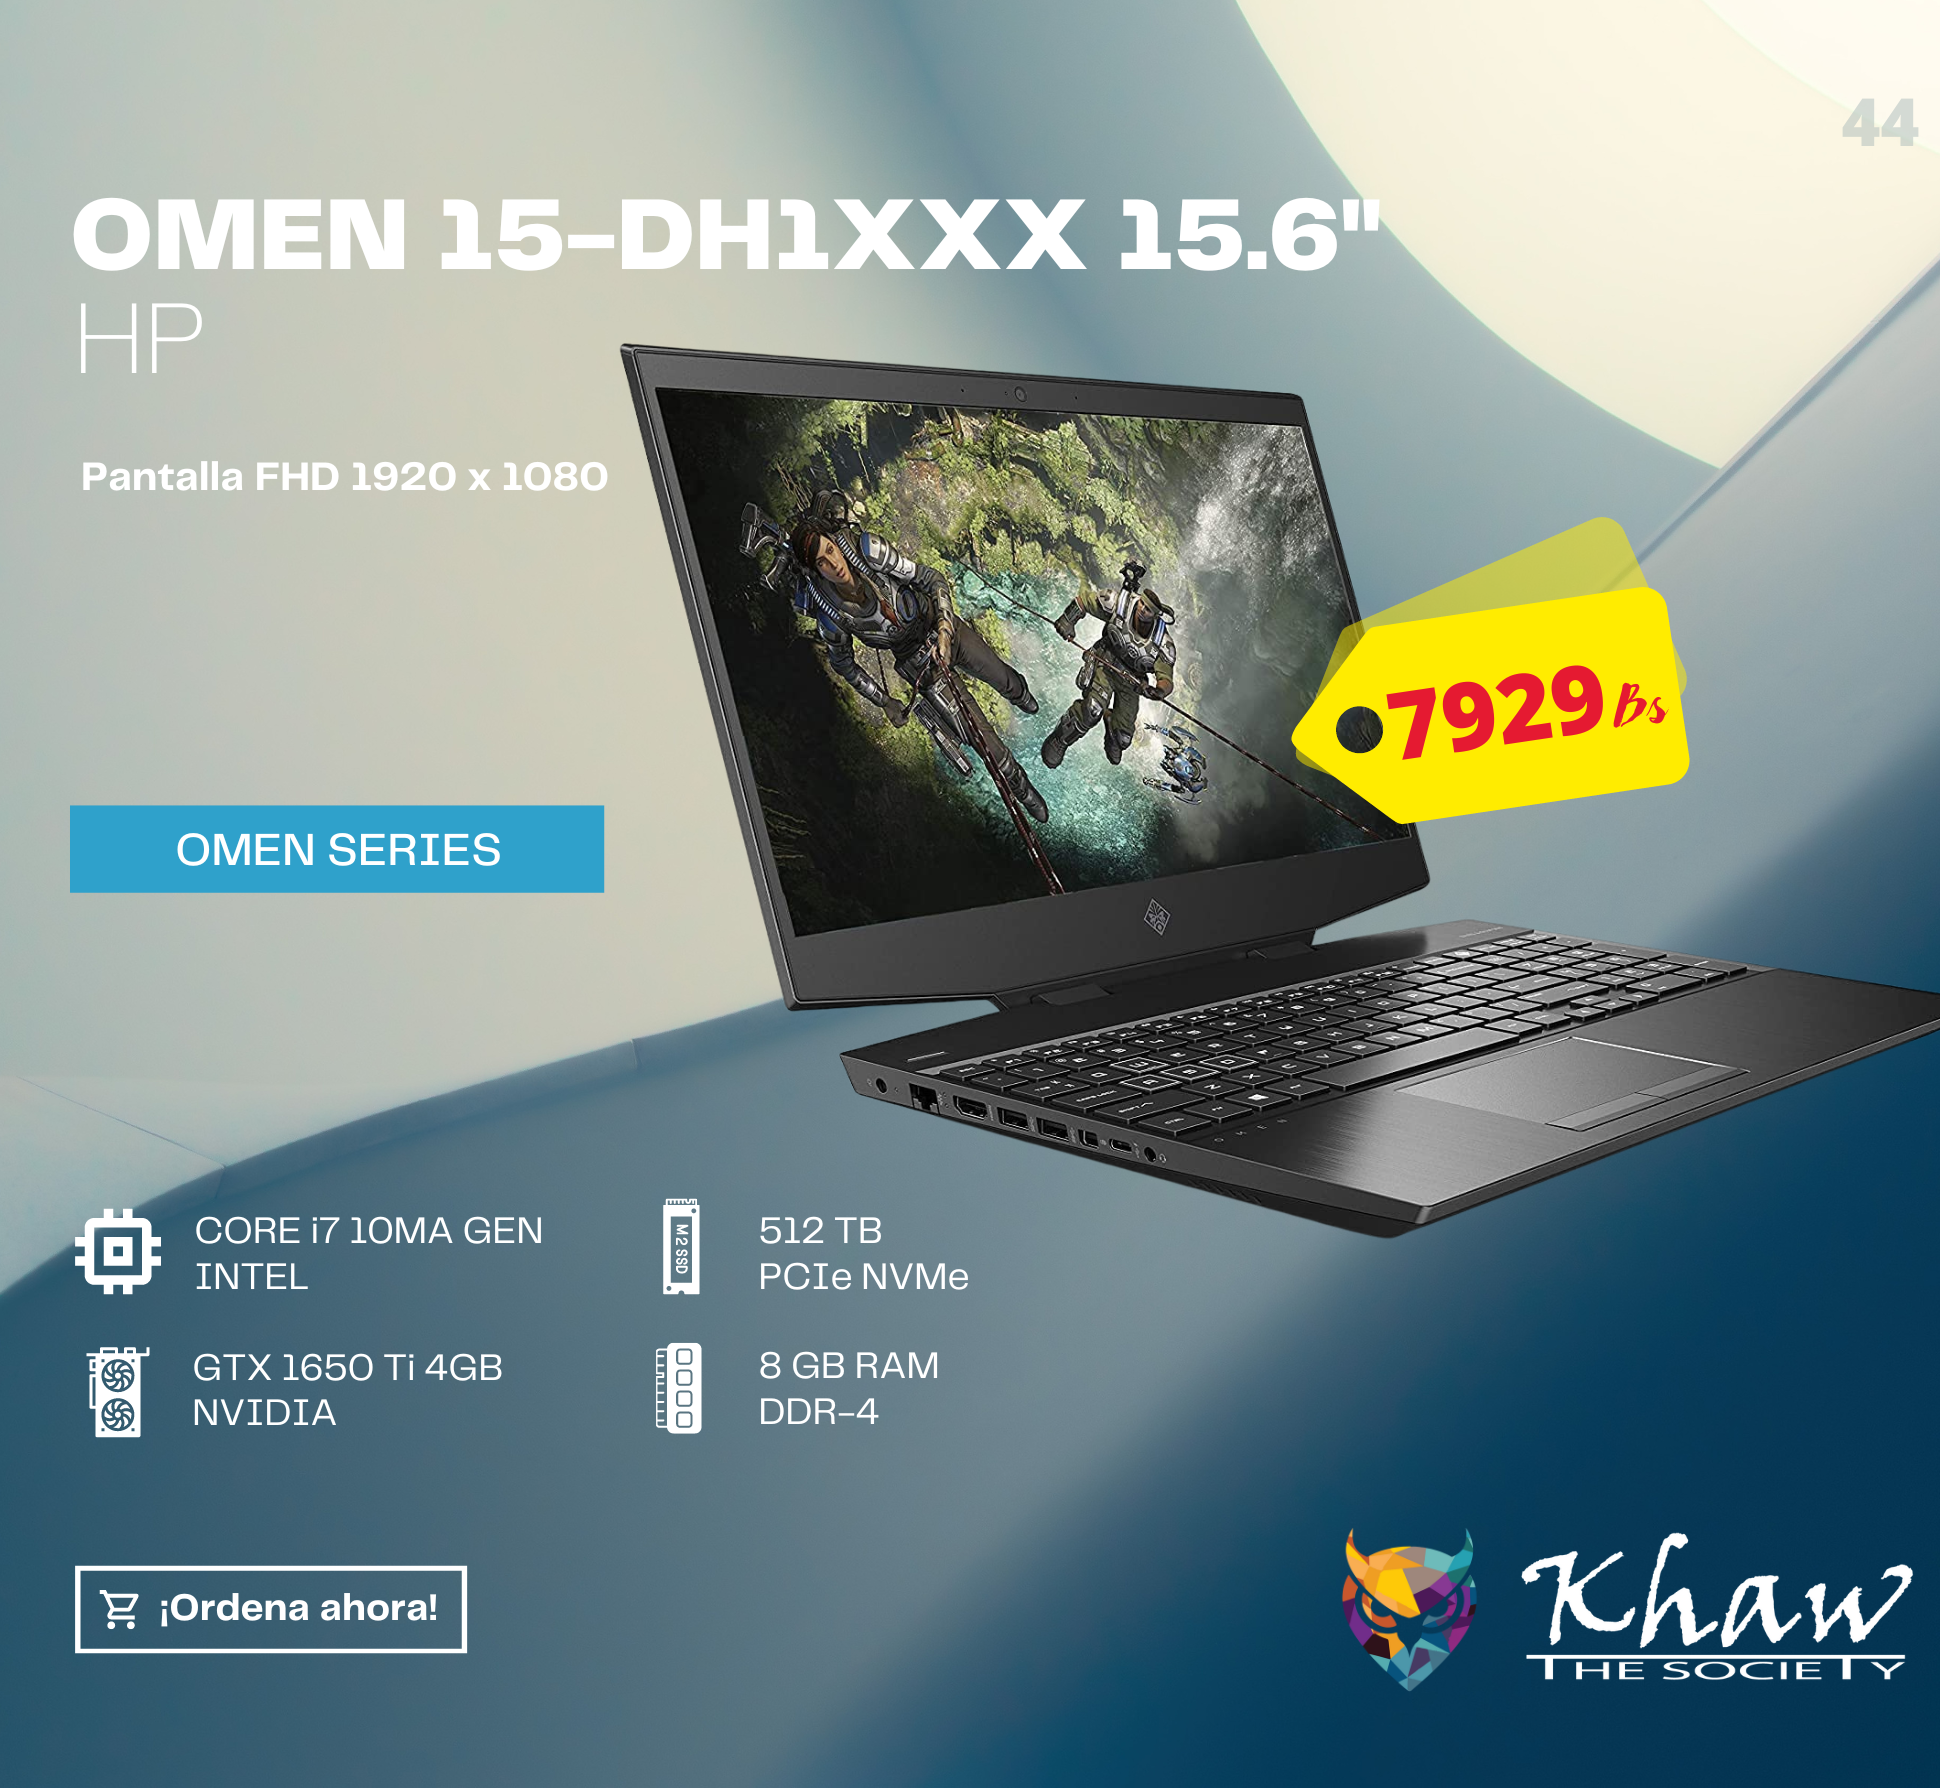 44
OMEN 15-DH1XXX 15.6"
HP
Pantalla FHD 1920 x 1080
7929 Bs
OMEN SERIES
CORE i7 10MA GEN
INTEL
M2 SSD
512 TB
PCIe NVMe
GTX 1650 Ti 4GB
NVIDIA
8 GB RAM
DDR-4
¡Ordena ahora!
Khaw
THE SOCIETY